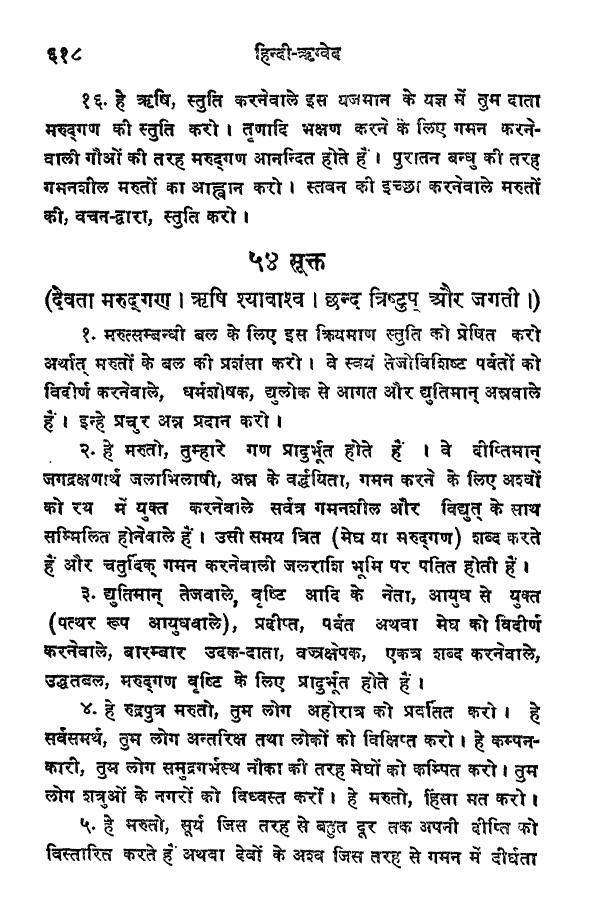 ६१८ हिन्दी-ऋग्वेद
१६. हे ऋषि, स्तुति करनेवाले इस यजमान के यज्ञ में तुम दाता
मरुद्गण की स्तुति करो। तृणादि भक्षण करने के लिए गमन करने-
वाली गौओं की तरह मरुद्गण आनन्दित होते हैं। पुरातन बन्धु की तरह
गमनशील मरुतों का आह्वान करो। स्तवन की इच्छा करनेवाले मरुतों
की, वचन-द्वारा, स्तुति करो।
५४ सूक्त
(देवता मरुद्गण। ऋषि श्यावाश्व। छन्द त्रिष्टुप् और जगती।)
१. मरुत्सम्बन्धी बल के लिए इस क्रियमाण स्तुति को प्रेषित करो
अर्थात् मरुतों के बल को प्रशंसा करो। वे स्वयं तेजोविशिष्ट पर्वतों को
विदीर्ण करनेवाले, धर्मशोषक, द्युलोक से आगत और द्युतिमान् अन्नवाले
हैं। इन्हे प्रचुर अन्न प्रदान करो।
२. हे मरुतो, तुम्हारे गण प्रादुर्भूत होते हैं । वे दीप्तिमान्
जगद्रक्षणार्थ जलाभिलाषी, अन्न के वर्द्धयिता, गमन करने के लिए अश्वों
को रथ में युक्त करनेवाले सर्वत्र गमनशील और विद्युत् के साथ
सम्मिलित होनेवाले हैं। उसी समय त्रित (मेघ या मरुद्गण) शब्द करते
हैं और चतुर्दिक् गमन करनेवाली जलराशि भूमि पर पतित होती हैं।
३. द्युतिमान् तेजवाले, वृष्टि आदि के नेता, आयुध से युक्त
(पत्थर रूप आयुधवाले), प्रदीप्त, पर्वत अथवा मेघ को विदीर्ण
करनेवाले, बारम्बार उदक-दाता, वज्रक्षेपक, एकत्र शब्द करनेवाले,
उद्धतबल, मरुद्गण वृष्टि के लिए प्रादुर्भूत होते हैं।
४. हे रुद्रपुत्र मरुतो, तुम लोग अहोरात्र को प्रवर्तित करो। हे
सर्वसमर्थ, तुम लोग अन्तरिक्ष तथा लोकों को विक्षिप्त करो। हे कम्पन-
कारी, तुम लोग समुद्रगर्भस्थ नौका की तरह मेघों को कम्पित करो। तुम
लोग शत्रुओं के नगरों को विध्वस्त करों। हे मरुतो, हिंसा मत करो।
५. हे मरुतो, सूर्य जिस तरह से बहुत दूर तक अपनी दीप्ति को
विस्तारित करते हैं अथवा देवों के अश्व जिस तरह से गमन में दीर्घता